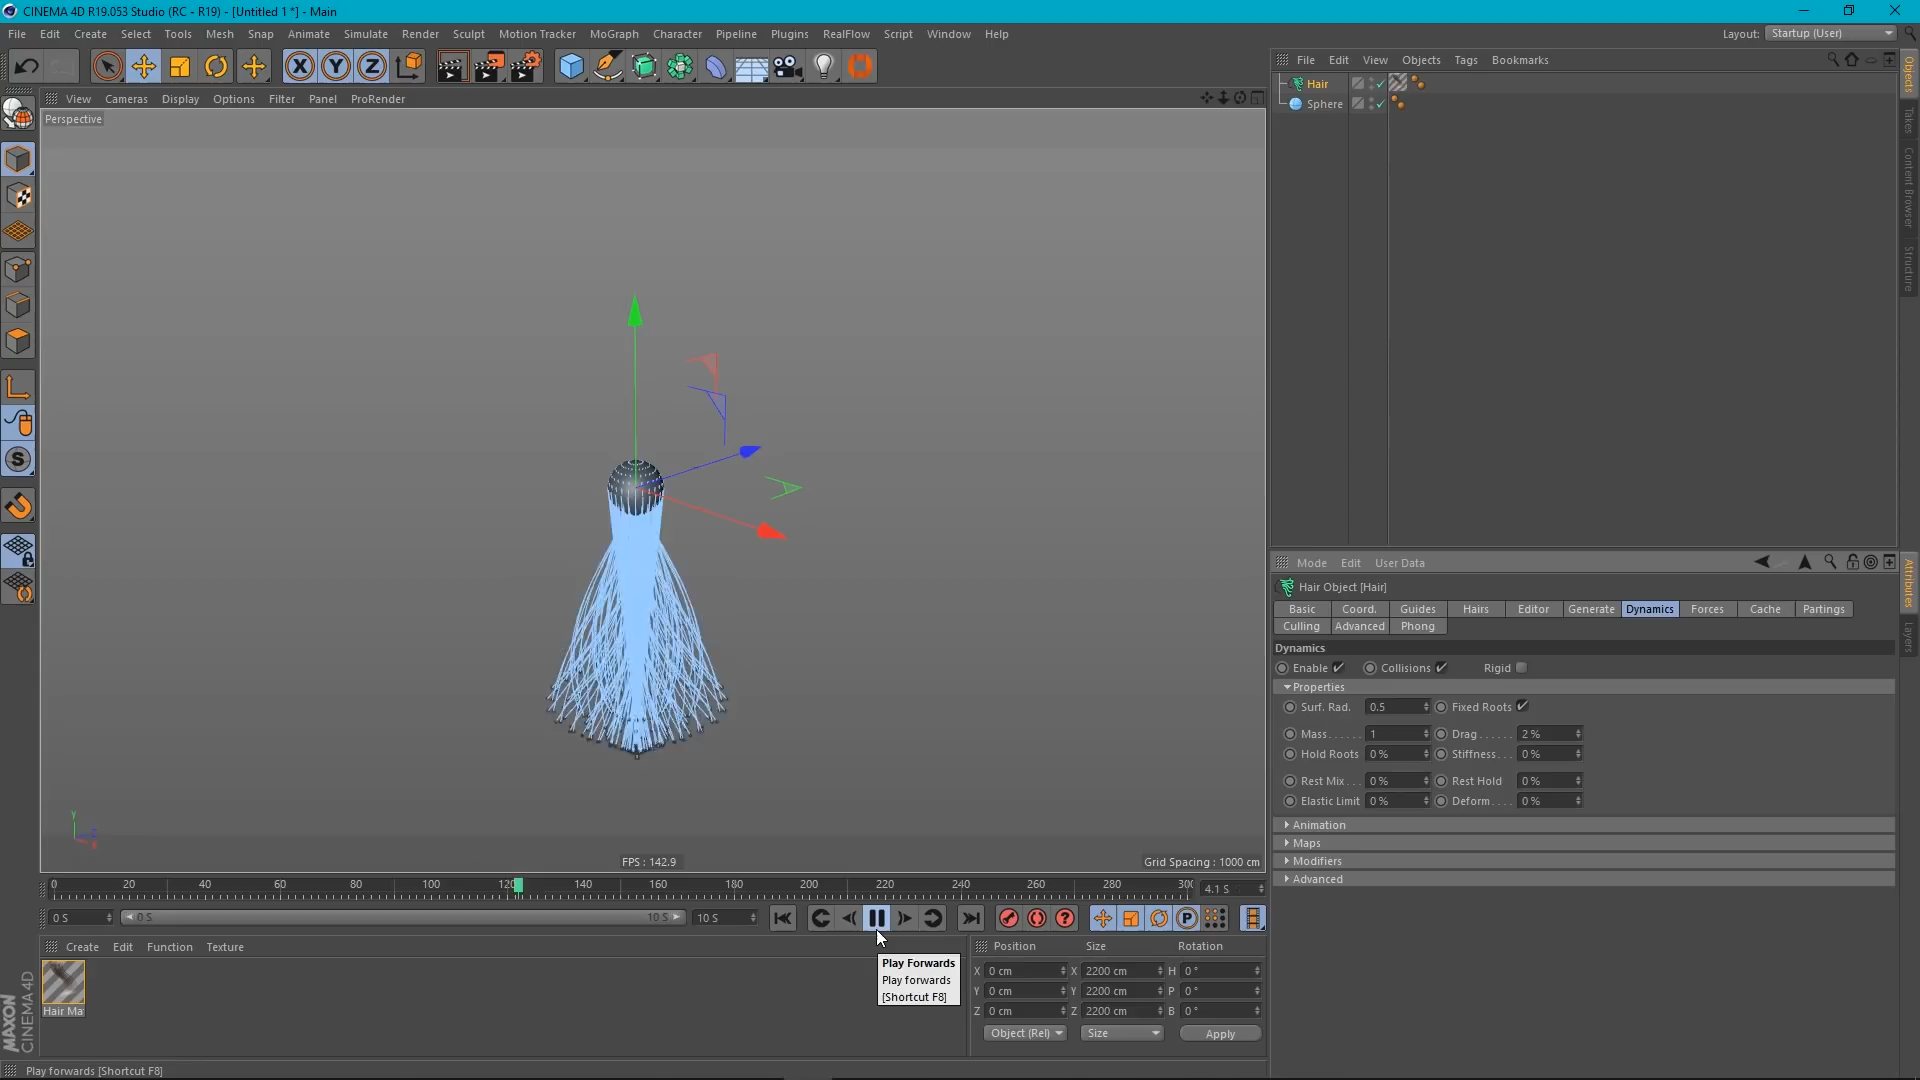 CINEMA 4D R19.053 Studio (RC - R19) - [Untitled 1 *] - Main
File Edit Create Select Tools Mesh Snap Animate Simulate Render Sculpt Motion Tracker MoGraph Character Pipeline Plugins RealFlow Script Window Help
Layout: Startup (User)
View Cameras Display Options Filter Panel ProRender
Perspective
File Edit View Objects Tags Bookmarks
Hair
Sphere
Objects
Takes
Content Browser
Structure
Mode Edit User Data
Hair Object [Hair]
Basic Coord. Guides Hairs Editor Generate Dynamics Forces Cache Partings
Culling Advanced Phong
Dynamics
Enable Collisions Rigid
Properties
Surf. Rad. 0.5 Fixed Roots
Mass...... 1 Drag...... 2 %
Hold Roots 0 % Stiffness... 0 %
Rest Mix... 0 % Rest Hold 0 %
Elastic Limit 0 % Deform.... 0 %
Animation
Maps
Modifiers
Advanced
Attributes
Layers
Y
FPS : 142.9
Grid Spacing : 1000 cm
0 20 40 60 80 100 120 140 160 180 200 220 240 260 280 300
4.1 S
0 S 0 S 10 S 10 S
P
Create Edit Function Texture
Hair Ma
Play Forwards
Play forwards
[Shortcut F8]
Position Size Rotation
X 0 cm X 2200 cm H 0 °
Y 0 cm Y 2200 cm P 0 °
Z 0 cm Z 2200 cm B 0 °
Object (Rel) Size Apply
MAXON
CINEMA 4D
Play forwards [Shortcut F8]